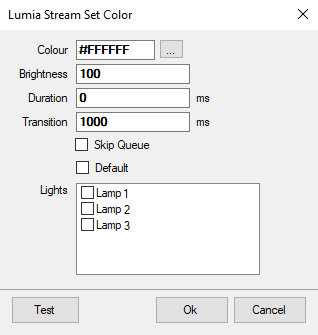 Lumia Stream Set Color
Colour #FFFFFF ...
Brightness 100
Duration 0 ms
Transition 1000 ms
Skip Queue
Default
Lights Lamp 1
Lamp 2
Lamp 3
Test Ok Cancel